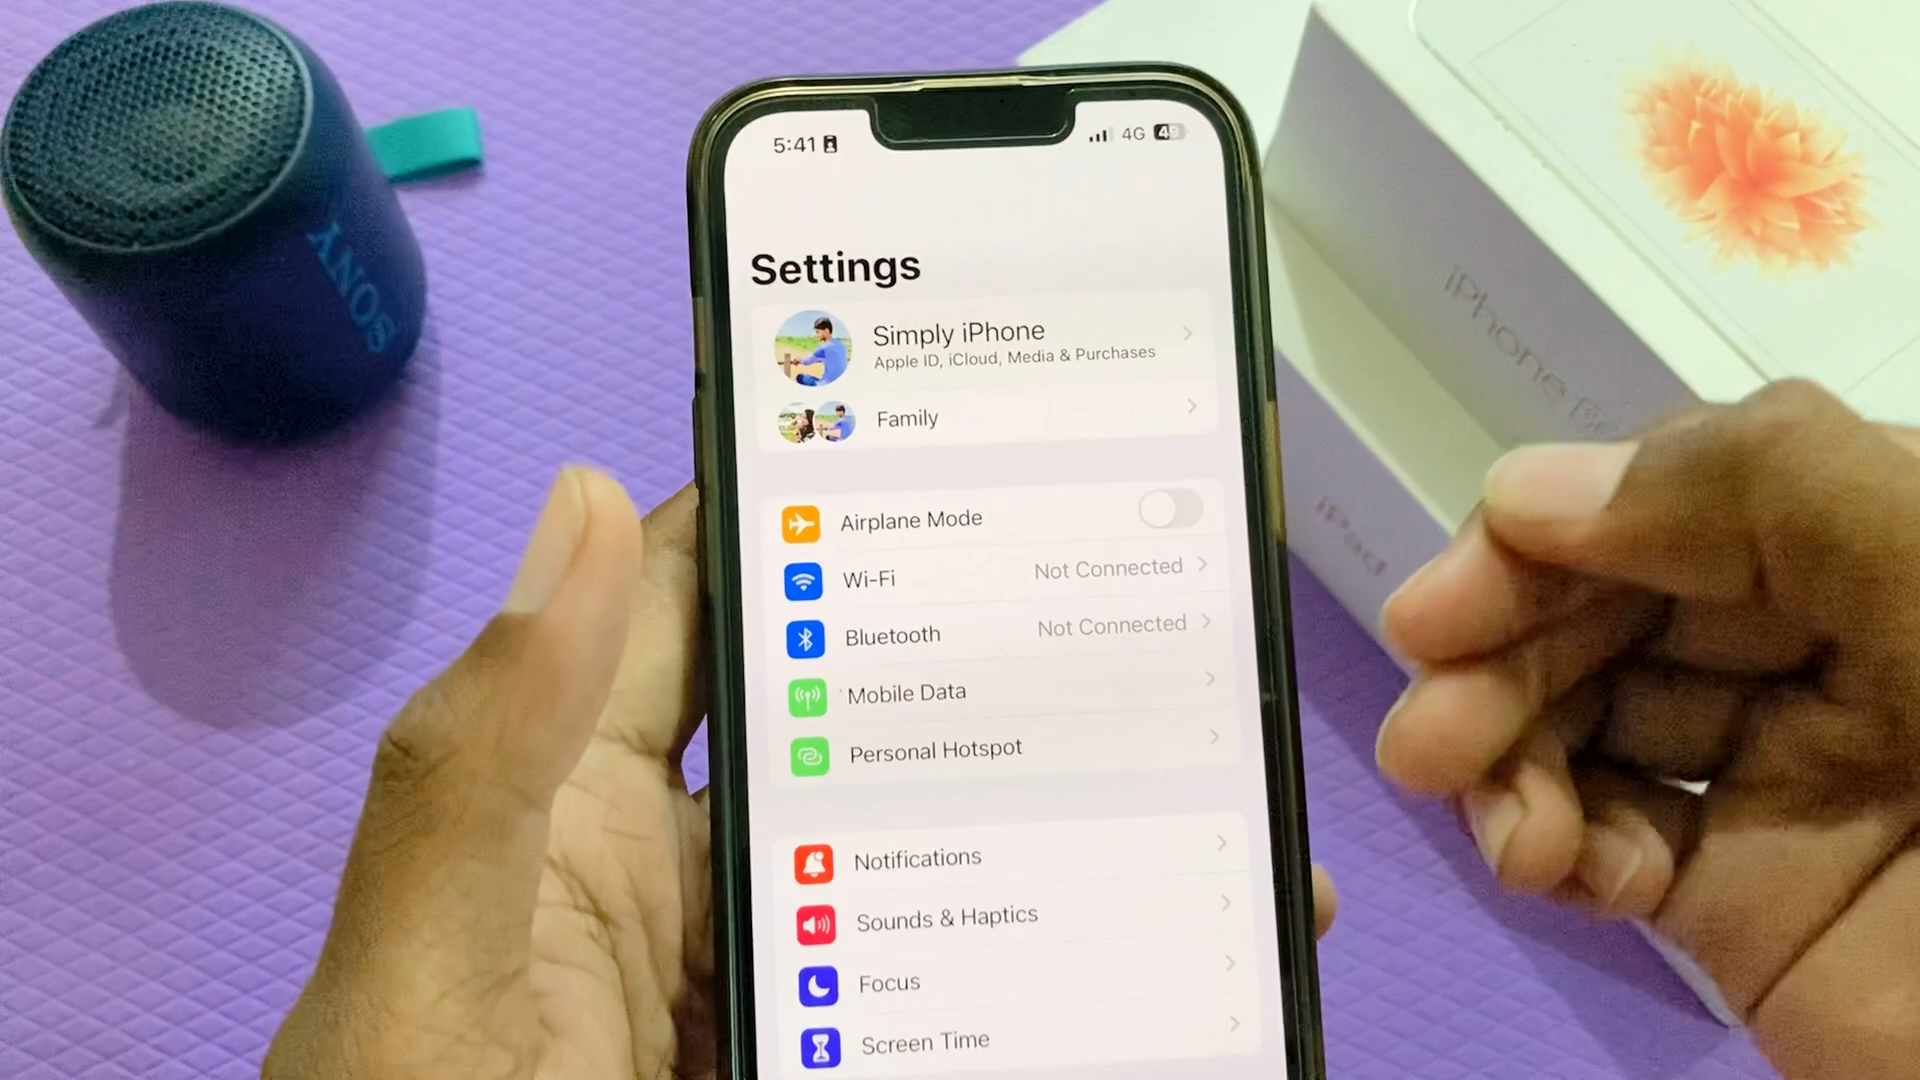 SONY
5:41
4G
Settings
Simply iPhone
Apple ID, iCloud, Media & Purchases
Family
Airplane Mode
Wi-Fi Not Connected
Bluetooth Not Connected
Mobile Data
Personal Hotspot
Notifications
Sounds & Haptics
Focus
Screen Time
iPhone
iPad